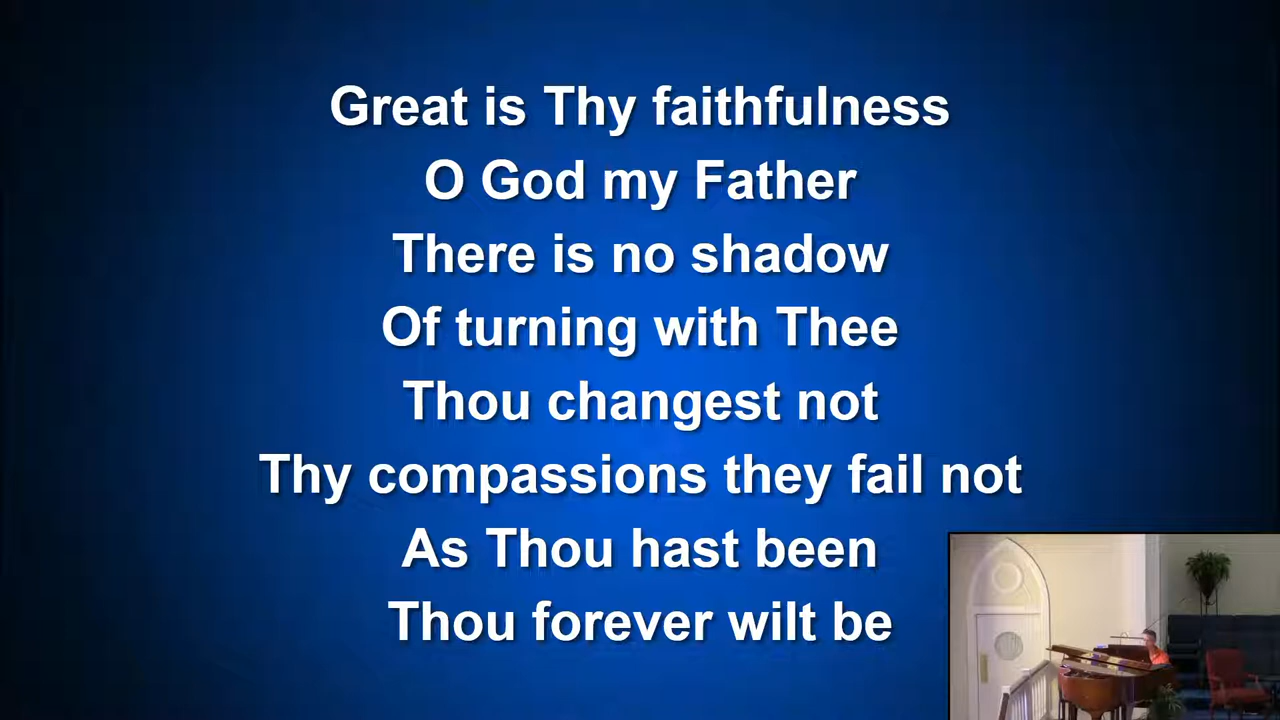 Great is Thy faithfulness
O God my Father
There is no shadow
Of turning with Thee
Thou changest not
Thy compassions they fail not
As Thou hast been
Thou forever wilt be